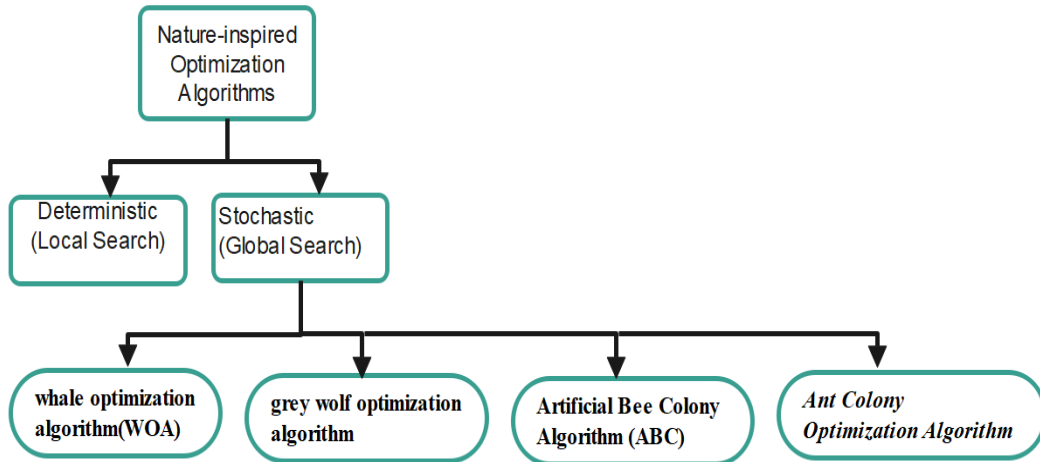 Nature-inspired
Optimization
Algorithms
Deterministic
(Local Search)
Stochastic
(Global Search)
whale optimization
algorithm(WOA)
grey wolf optimization
algorithm
Artificial Bee Colony
Algorithm (ABC)
Ant Colony
Optimization Algorithm